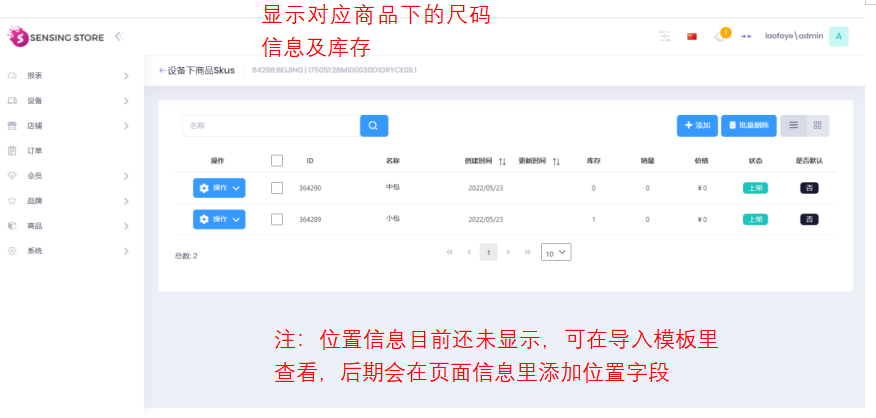 显示对应商品下的尺码
信息及库存
SENSING STORE
1
laofoye\admin
A
报表
设备
店铺
订单
会员
品牌
商品
系统
←设备下商品Skus
名称
添加
批量删除
操作 ID 名称 创建时间 更新时间 库存 销量 价格 状态 是否默认
操作 364290 中包 2022/05/23 0 0 ¥0 上架 否
操作 364289 小包 2022/05/23 1 0 ¥0 上架 否
总数: 2
« ‹ 1 › » 10
注：位置信息目前还未显示，可在导入模板里
查看，后期会在页面信息里添加位置字段